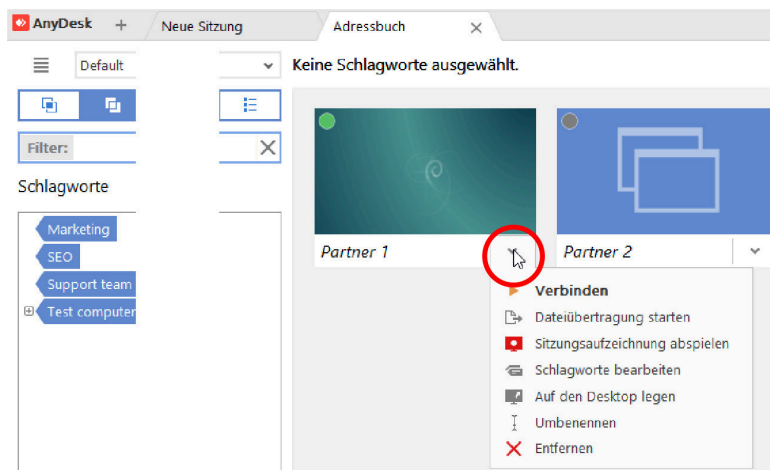 AnyDesk + Neue Sitzung Adressbuch
Default
Keine Schlagworte ausgewählt.
Filter:
Schlagworte
Marketing
SEO
Support team
Test computer
Partner 1
Partner 2
Verbinden
Dateiübertragung starten
Sitzungsaufzeichnung abspielen
Schlagworte bearbeiten
Auf den Desktop legen
Umbenennen
Entfernen